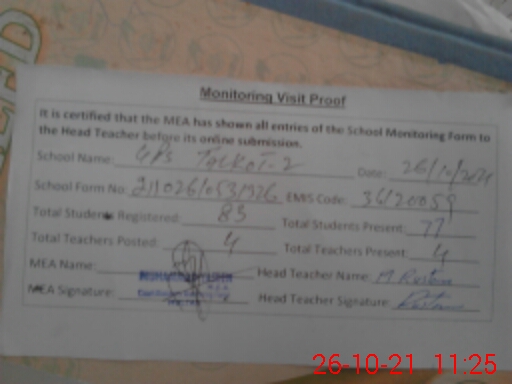 Monitoring Visit Proof
It is certified that the MEA has shown all entries of the School Monitoring Form to
the Head Teacher before its online submission.
School Name: GPS Talkot-2 Date: 26/10/2021
School Form No: EMIS Code: 36120059
Total Students Registered: 83 Total Students Present: 77
Total Teachers Posted: 4 Total Teachers Present: 4
MEA Name: Head Teacher Name: M Rustam
MEA Signature: Head Teacher Signature: Rustam
26-10-21 11:25